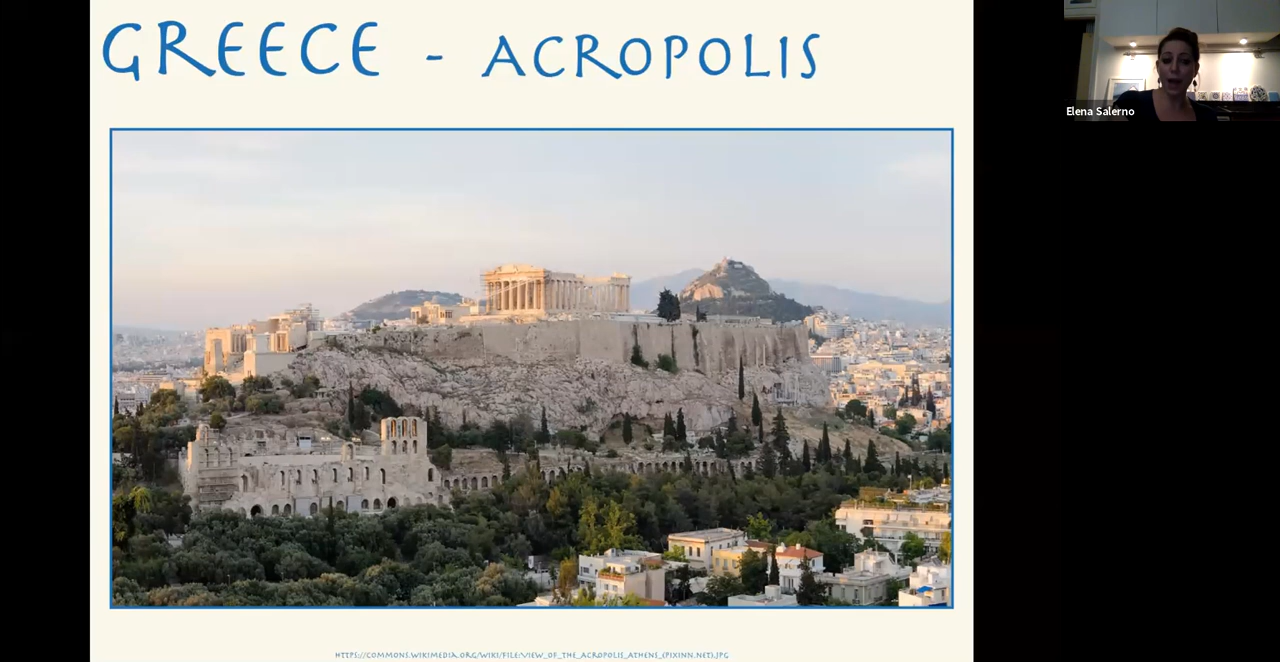 GREECE - ACROPOLIS
Elena Salerno
HTTPS://COMMONS.WIKIMEDIA.ORG/WIKI/FILE:VIEW_OF_THE_ACROPOLIS_ATHENS_(PIXINN.NET).JPG